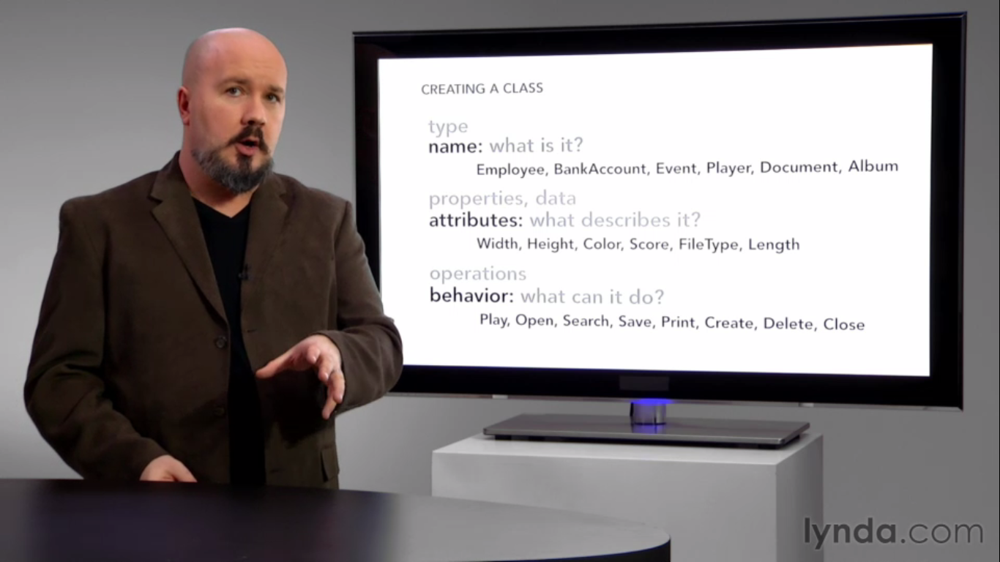 CREATING A CLASS
type
name: what is it?
Employee, BankAccount, Event, Player, Document, Album
properties, data
attributes: what describes it?
Width, Height, Color, Score, FileType, Length
operations
behavior: what can it do?
Play, Open, Search, Save, Print, Create, Delete, Close
lynda.com